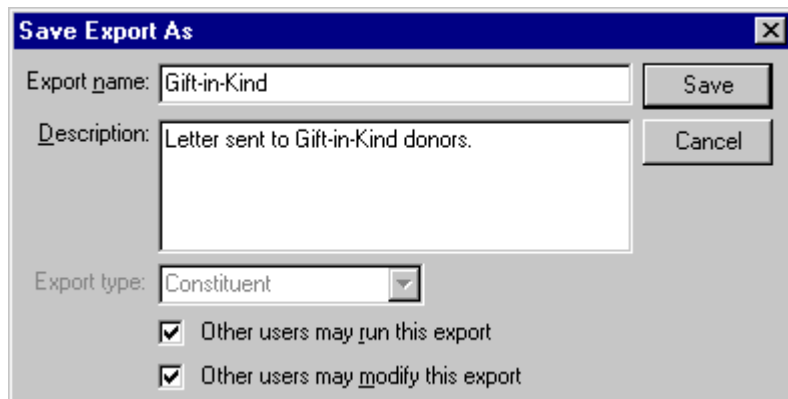 Save Export As
Export name: Gift-in-Kind Save
Description: Letter sent to Gift-in-Kind donors. Cancel
Export type: Constituent
Other users may run this export
Other users may modify this export